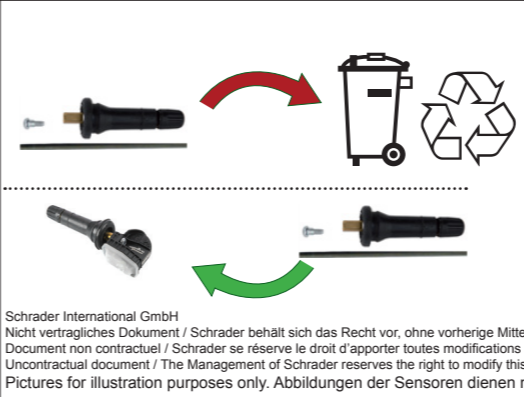 Schrader International GmbH
Nicht vertragliches Dokument / Schrader behält sich das Recht vor, ohne vorherige Mitte
Document non contractuel / Schrader se réserve le droit d'apporter toutes modifications
Uncontractual document / The Management of Schrader reserves the right to modify this
Pictures for illustration purposes only. Abbildungen der Sensoren dienen